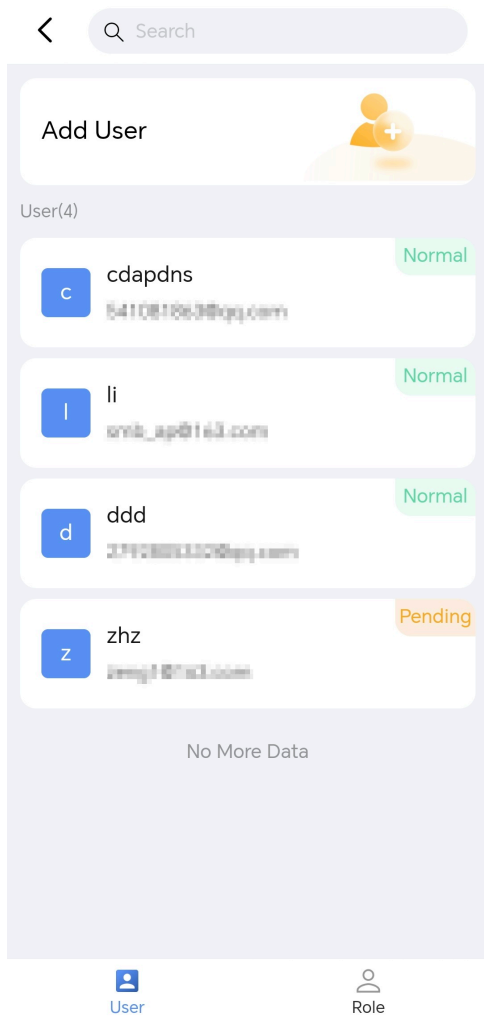 Search
Add User
User(4)
Normal
c
cdapdns
Normal
l
li
Normal
d
ddd
Pending
z
zhz
No More Data
User
Role